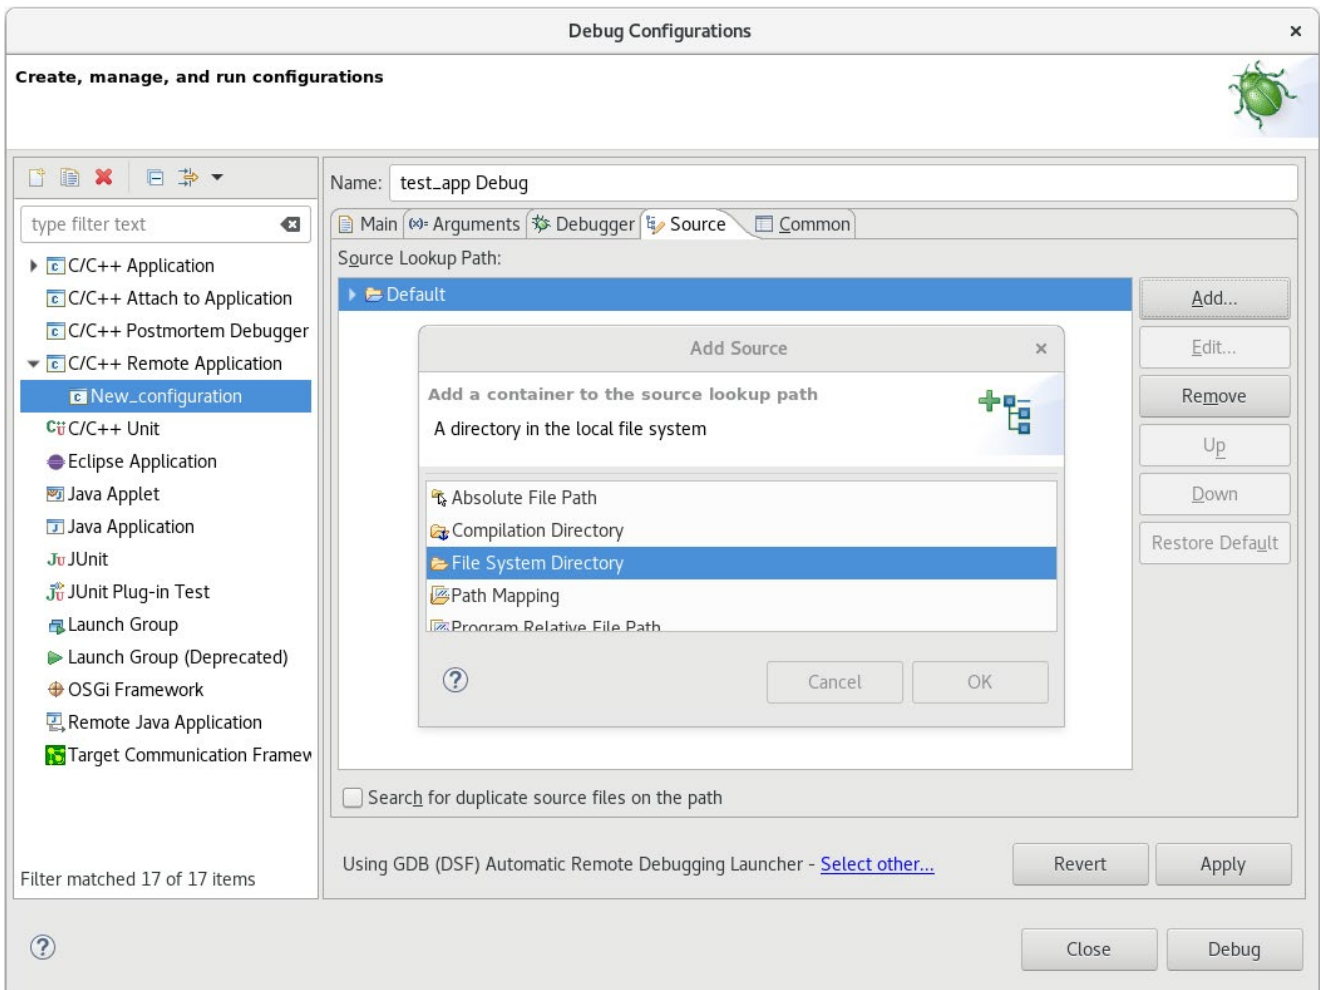 Debug Configurations
×
Create, manage, and run configurations
Name: test_app Debug
type filter text
C/C++ Application
C/C++ Attach to Application
C/C++ Postmortem Debugger
C/C++ Remote Application
New_configuration
C/C++ Unit
Eclipse Application
Java Applet
Java Application
JUnit
JUnit Plug-in Test
Launch Group
Launch Group (Deprecated)
OSGi Framework
Remote Java Application
Target Communication Framew
Filter matched 17 of 17 items
Main Arguments Debugger Source Common
Source Lookup Path:
Default
Add...
Edit...
Remove
Up
Down
Restore Default
Add Source
×
Add a container to the source lookup path
A directory in the local file system
Absolute File Path
Compilation Directory
File System Directory
Path Mapping
Program Relative File Path
? Cancel OK
Search for duplicate source files on the path
Using GDB (DSF) Automatic Remote Debugging Launcher - Select other...
Revert Apply
? Close Debug